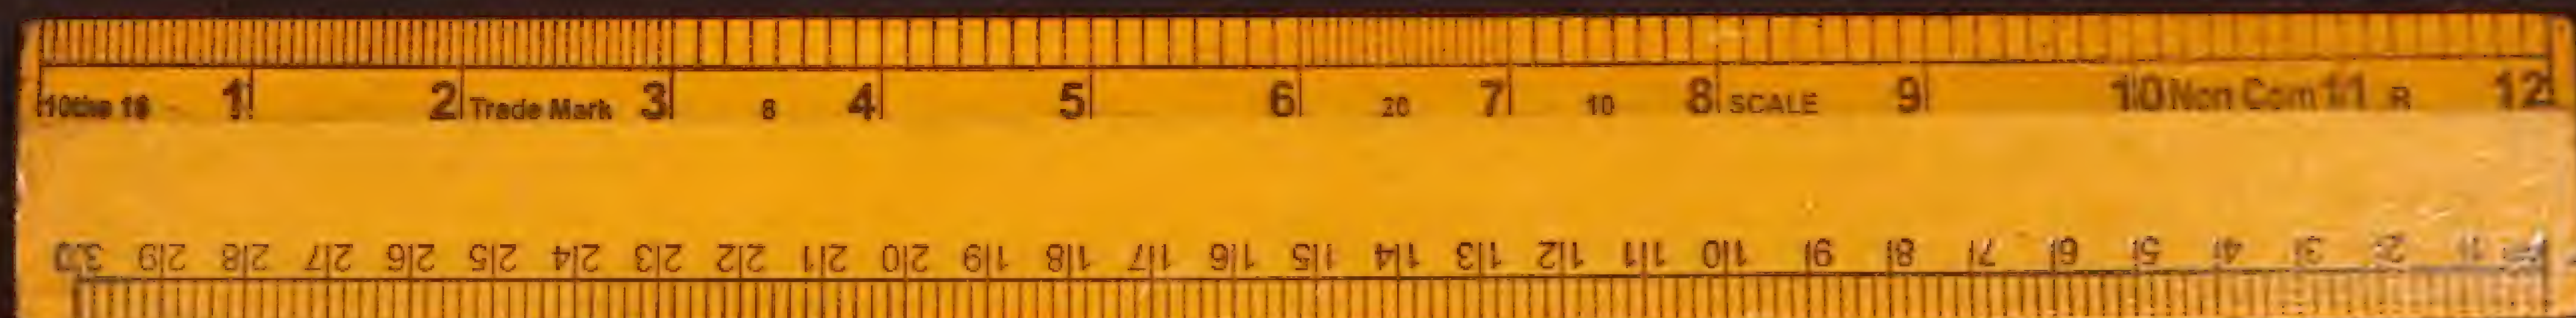 10ths 16 1 2 Trade Mark 3 8 4 5 6 20 7 10 8 SCALE 9 10 Non Com 11 R 12
30 29 28 27 26 25 24 23 22 21 20 19 18 17 16 15 14 13 12 11 10 9 8 7 6 5 4 3 2 1